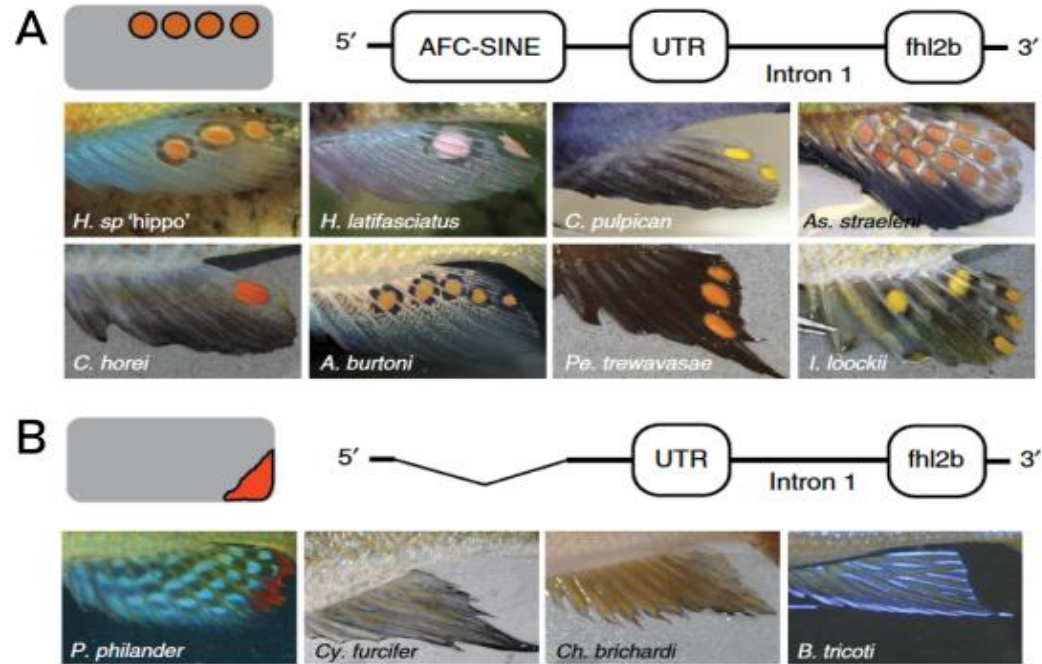 A
5′ AFC-SINE UTR Intron 1 fhl2b 3′
H. sp 'hippo'
H. latifasciatus
C. pulpican
As. straeleni
C. horei
A. burtoni
Pe. trewavasae
I. loockii
B
5′ UTR Intron 1 fhl2b 3′
P. philander
Cy. furcifer
Ch. brichardi
B. tricoti